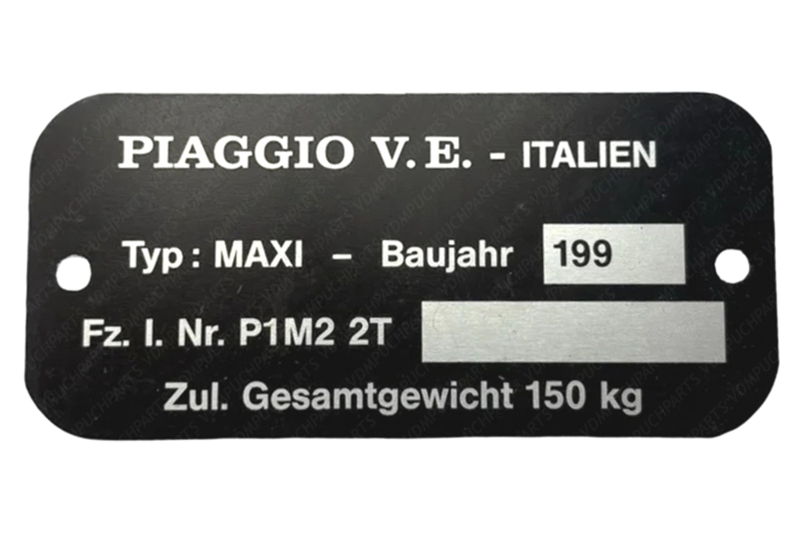 PIAGGIO V.E. - ITALIEN
Typ: MAXI – Baujahr 199
Fz. I. Nr. P1M2 2T
Zul. Gesamtgewicht 150 kg